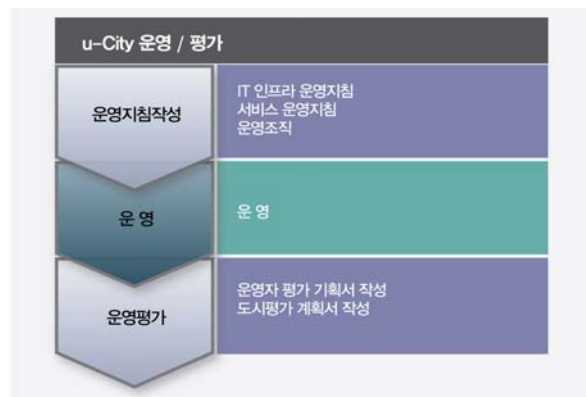 u-City 운영 / 평가
운영지침작성
IT 인프라 운영지침
서비스 운영지침
운영조직
운 영
운 영
운영평가
운영자 평가 기획서 작성
도시평가 계획서 작성